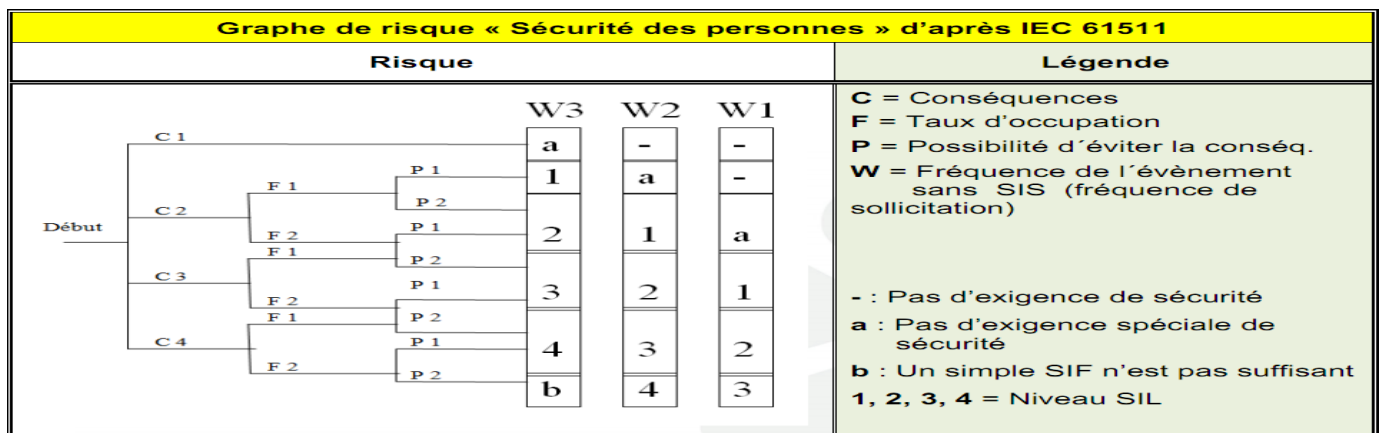 Graphe de risque « Sécurité des personnes » d'après IEC 61511
Risque
Légende
W3 W2 W1
C 1
a - -
P 1
1 a -
F 1
P 2
C 2
Début
F 2
P 1
2 1 a
F 1
P 2
C 3
P 1
3 2 1
F 2
F 1
P 2
C 4
P 1
4 3 2
F 2
P 2
b 4 3
C = Conséquences
F = Taux d'occupation
P = Possibilité d´éviter la conséq.
W = Fréquence de l´évènement
sans SIS (fréquence de
sollicitation)
- : Pas d'exigence de sécurité
a : Pas d'exigence spéciale de
sécurité
b : Un simple SIF n'est pas suffisant
1, 2, 3, 4 = Niveau SIL